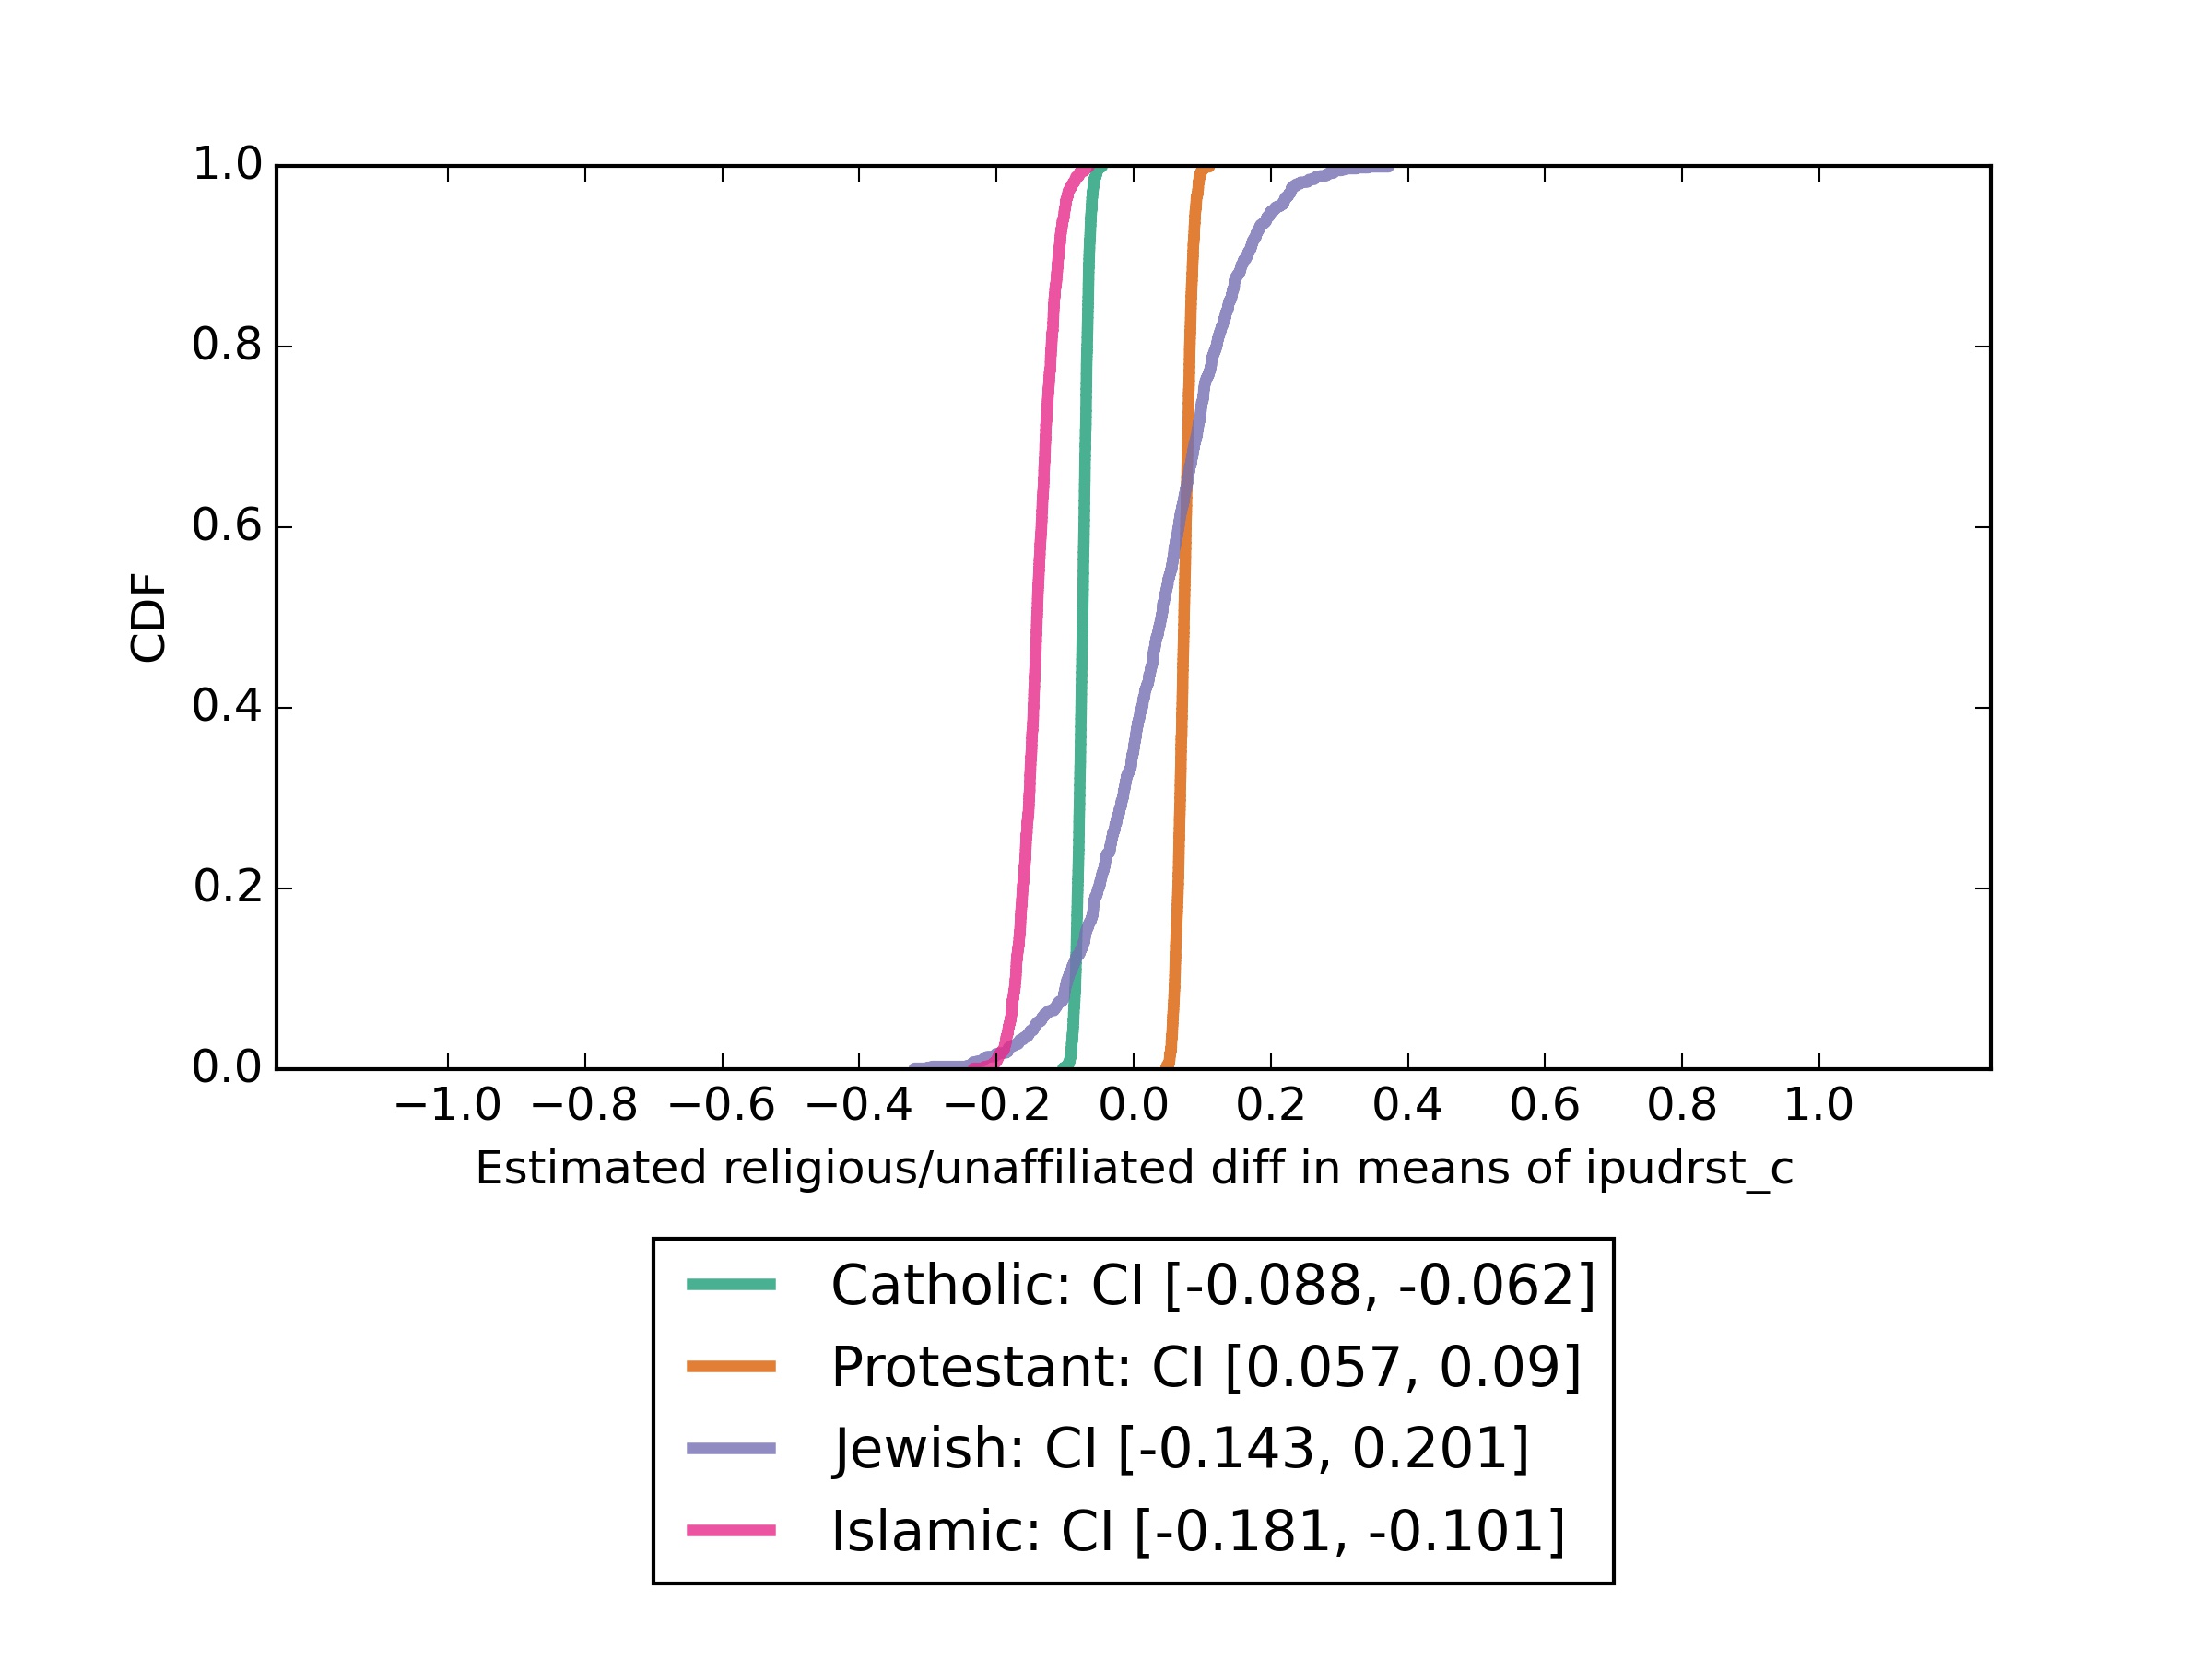 1.0
0.8
0.6
0.4
0.2
0.0
CDF
−1.0 −0.8 −0.6 −0.4 −0.2 0.0 0.2 0.4 0.6 0.8 1.0
Estimated religious/unaffiliated diff in means of ipudrst_c
Catholic: CI [-0.088, -0.062]
Protestant: CI [0.057, 0.09]
Jewish: CI [-0.143, 0.201]
Islamic: CI [-0.181, -0.101]